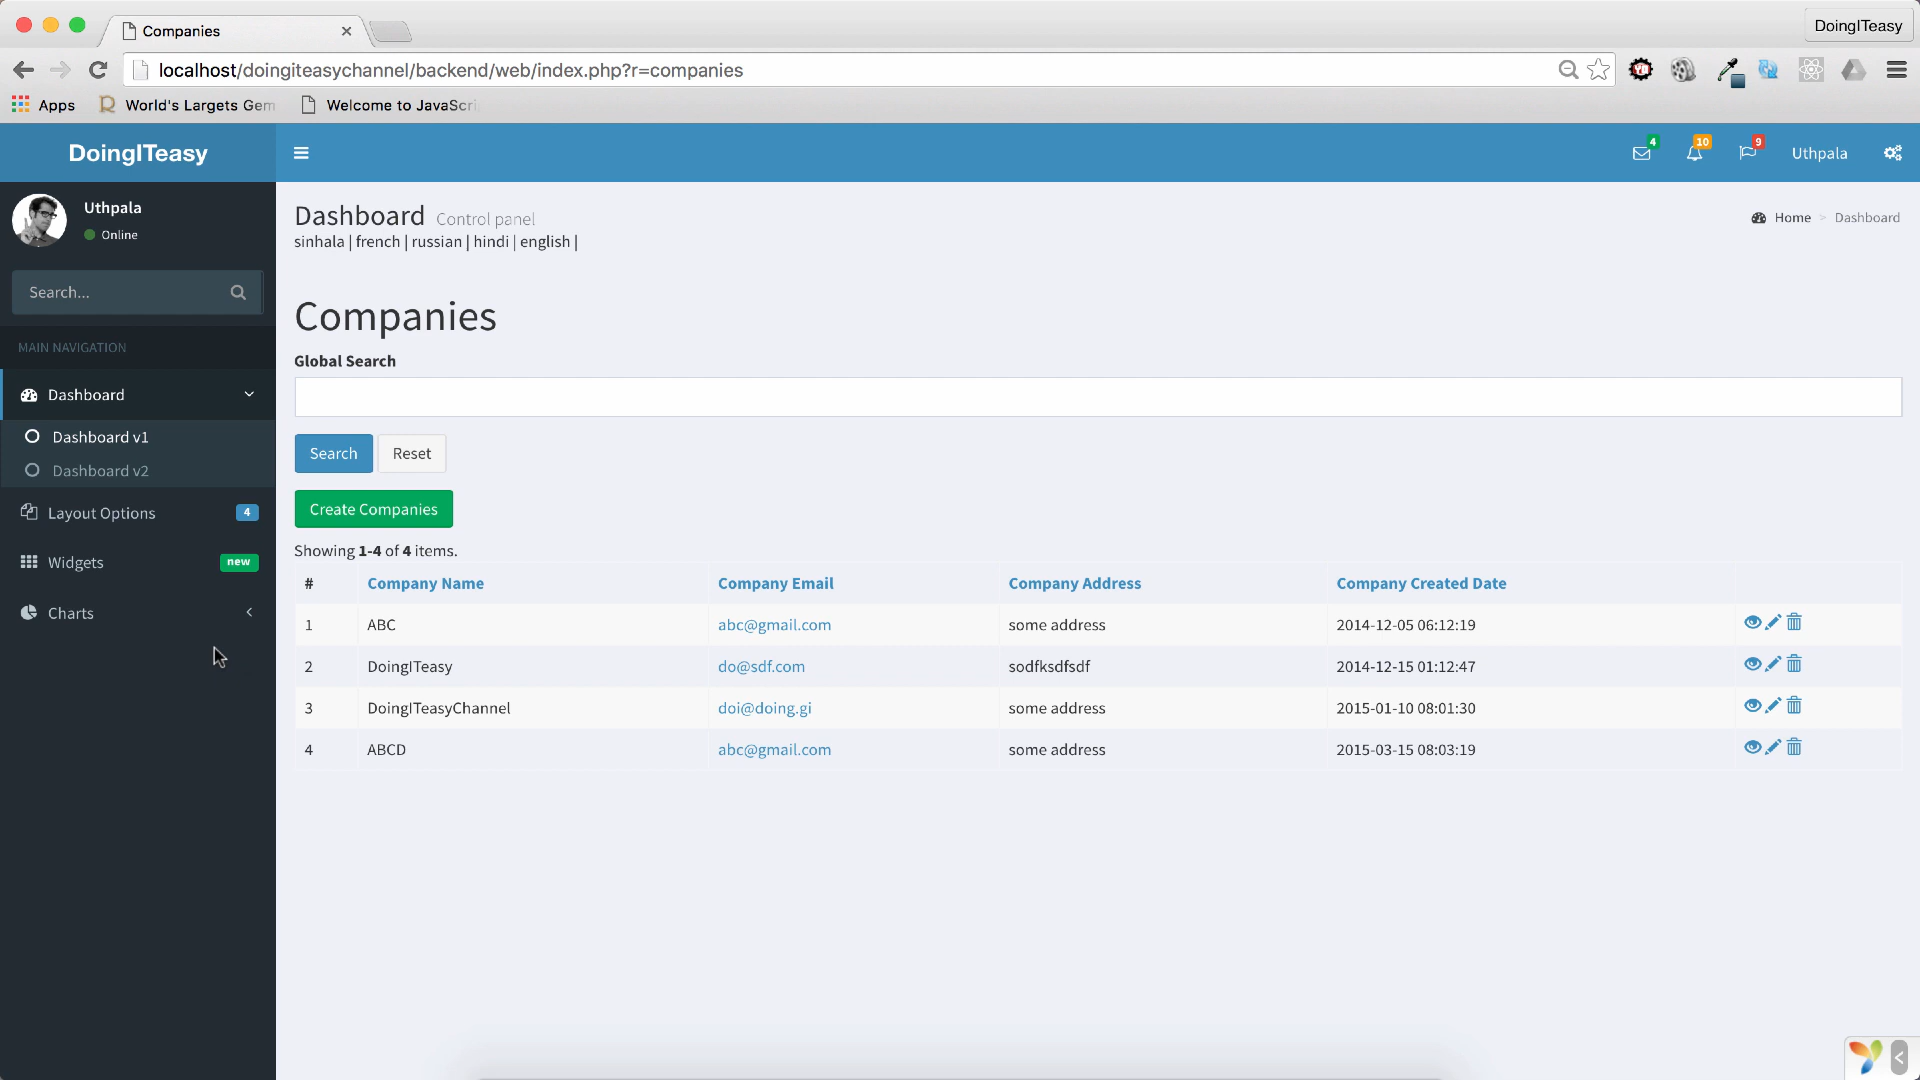 Companies
DoingITeasy
localhost/doingiteasychannel/backend/web/index.php?r=companies
Apps World's Largets Gem Welcome to JavaScri
DoingITeasy
4 10 9 Uthpala
Uthpala
Online
Search...
MAIN NAVIGATION
Dashboard
Dashboard v1
Dashboard v2
Layout Options 4
Widgets new
Charts
Dashboard Control panel
Home > Dashboard
sinhala | french | russian | hindi | english |
Companies
Global Search
Search Reset
Create Companies
Showing 1-4 of 4 items.
# Company Name Company Email Company Address Company Created Date
1 ABC abc@gmail.com some address 2014-12-05 06:12:19
2 DoingITeasy do@sdf.com sodfksdfsdf 2014-12-15 01:12:47
3 DoingITeasyChannel doi@doing.gi some address 2015-01-10 08:01:30
4 ABCD abc@gmail.com some address 2015-03-15 08:03:19